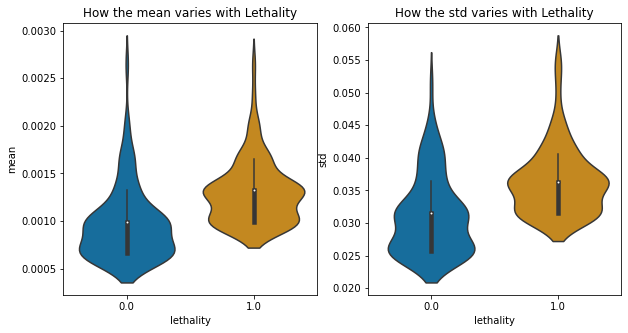 How the mean varies with Lethality
mean
0.0030
0.0025
0.0020
0.0015
0.0010
0.0005
0.0 1.0
lethality
How the std varies with Lethality
std
0.060
0.055
0.050
0.045
0.040
0.035
0.030
0.025
0.020
0.0 1.0
lethality